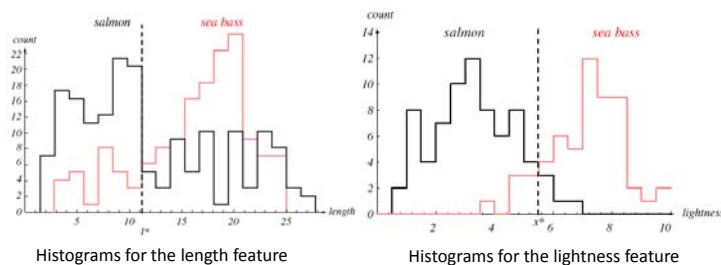 salmon
sea bass
count
22
20
18
16
12
10
8
6
4
2
0
5
10
20
25
length
l*
Histograms for the length feature
salmon
sea bass
count
14
12
10
8
6
4
2
0
2
4
x*
6
8
10
lightness
Histograms for the lightness feature